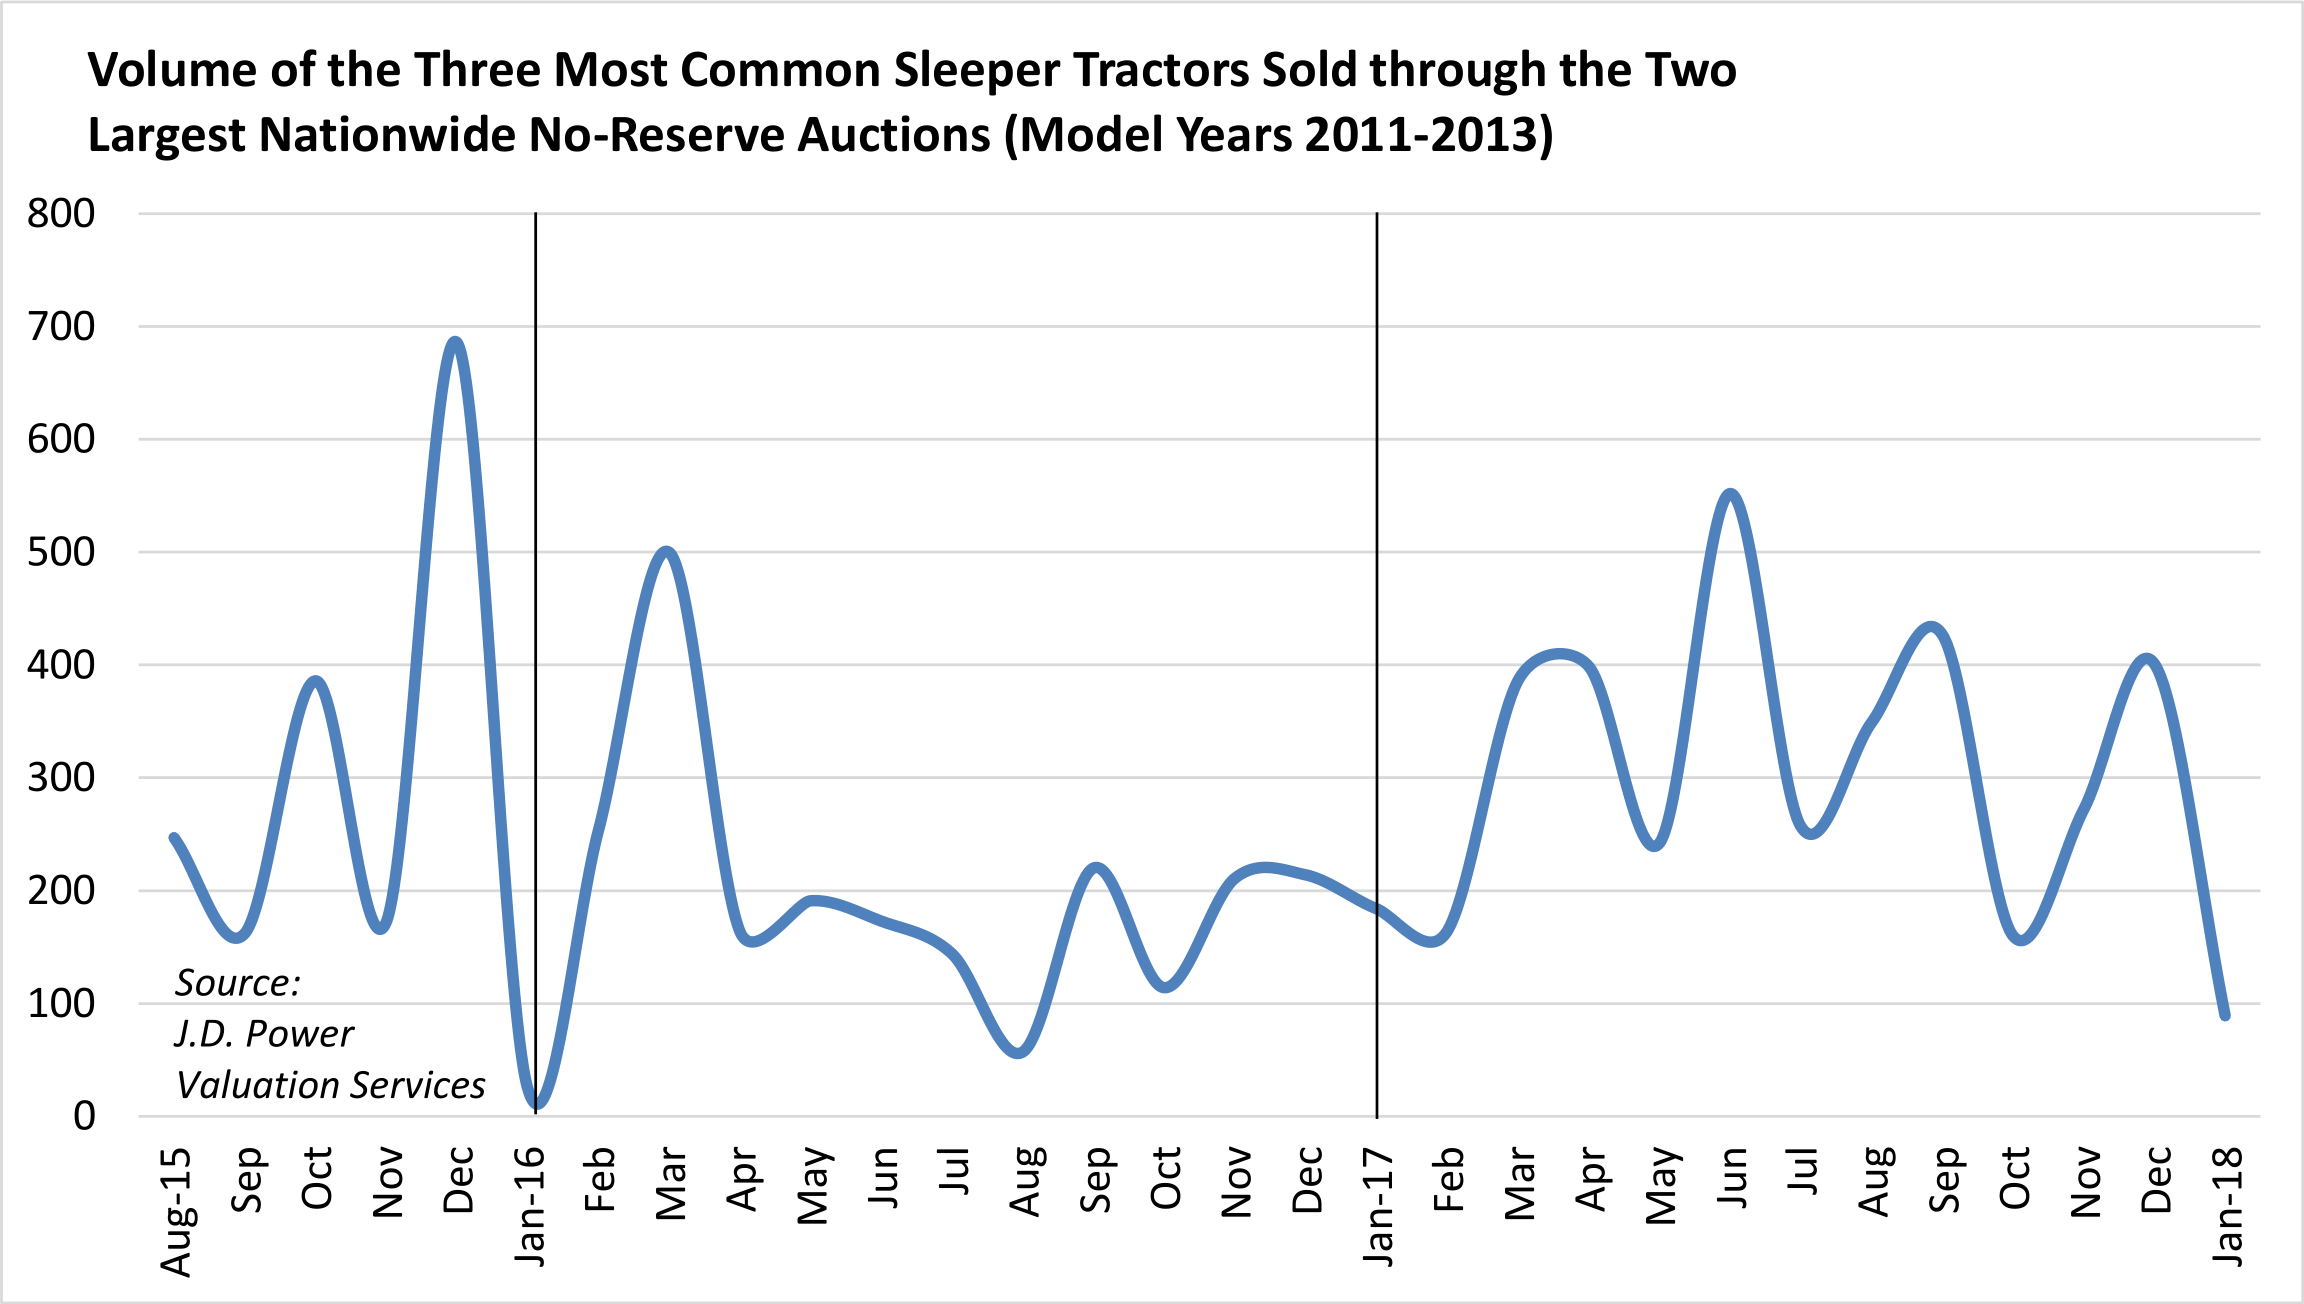 Volume of the Three Most Common Sleeper Tractors Sold through the Two
Largest Nationwide No-Reserve Auctions (Model Years 2011-2013)
800
700
600
500
400
300
200
100
0
Source:
J.D. Power
Valuation Services
Aug-15
Sep
Oct
Nov
Dec
Jan-16
Feb
Mar
Apr
May
Jun
Jul
Aug
Sep
Oct
Nov
Dec
Jan-17
Feb
Mar
Apr
May
Jun
Jul
Aug
Sep
Oct
Nov
Dec
Jan-18